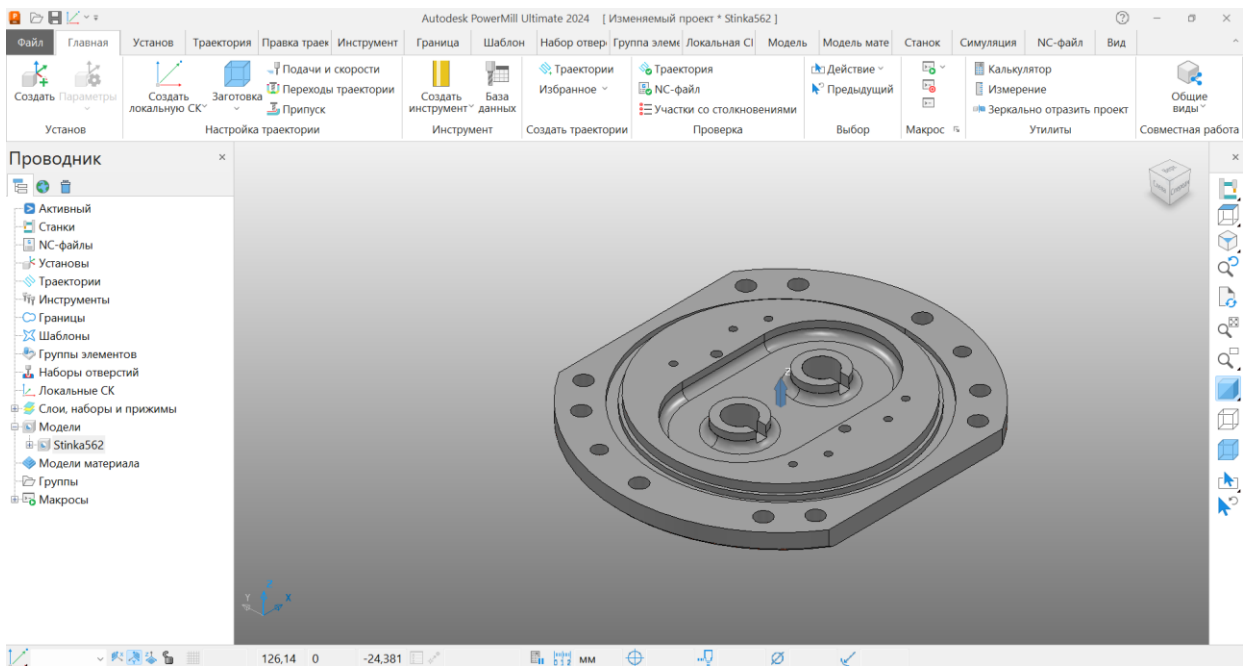 Autodesk PowerMill Ultimate 2024 [ Изменяемый проект * Stinka562 ]
Файл Главная Установ Траектория Правка траек Инструмент Граница Шаблон Набор отвер Группа элеме Локальная СІ Модель Модель мате Станок Симуляция NC-файл Вид
Создать
Параметры
Установ
Создать
локальную СК
Заготовка
Подачи и скорости
Переходы траектории
Припуск
Настройка траектории
Создать
инструмент
База
данных
Инструмент
Траектории
Избранное
Создать траектории
Траектория
NC-файл
Участки со столкновениями
Проверка
Действие
Предыдущий
Выбор
Макрос
Калькулятор
Измерение
Зеркально отразить проект
Утилиты
Общие
виды
Совместная работа
Проводник
Активный
Станки
NC-файлы
Установы
Траектории
Инструменты
Границы
Шаблоны
Группы элементов
Наборы отверстий
Локальные СК
Слои, наборы и прижимы
Модели
Stinka562
Модели материала
Группы
Макросы
Z
Z
Y
X
126,14 0 -24,381 мм